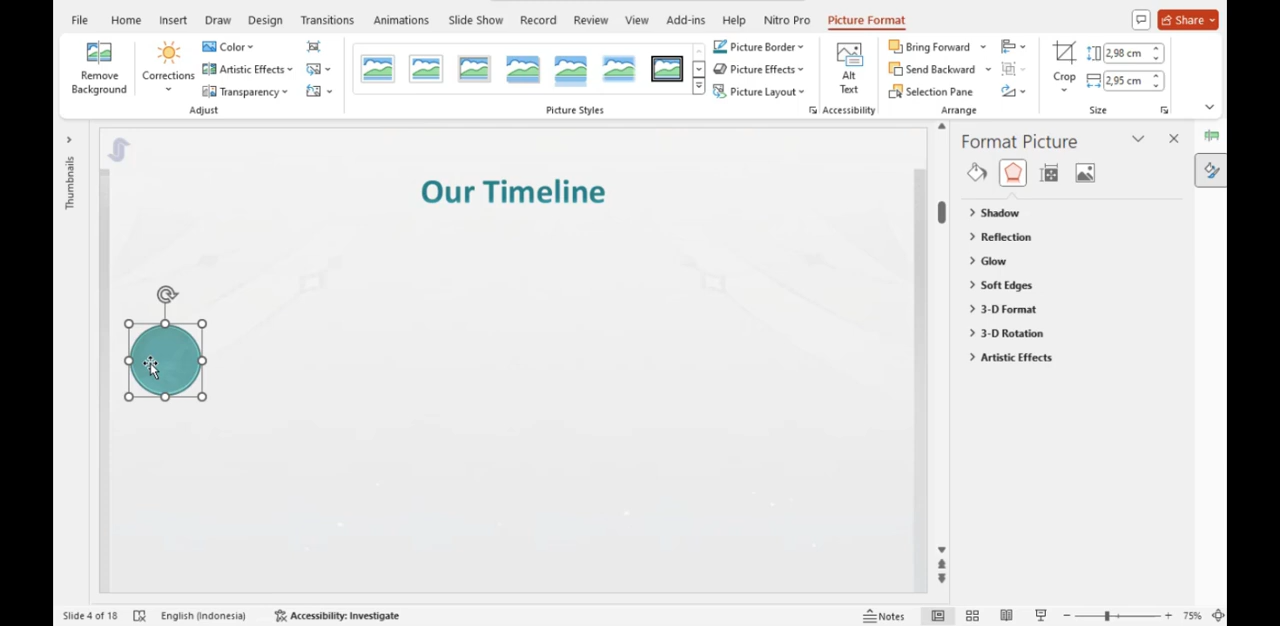 File Home Insert Draw Design Transitions Animations Slide Show Record Review View Add-ins Help Nitro Pro Picture Format Share
Remove Background
Corrections
Color
Artistic Effects
Transparency
Adjust
Picture Styles
Picture Border
Picture Effects
Picture Layout
Alt Text
Accessibility
Bring Forward
Send Backward
Selection Pane
Arrange
Crop
2,98 cm
2,95 cm
Size
Thumbnails
Our Timeline
Format Picture
Shadow
Reflection
Glow
Soft Edges
3-D Format
3-D Rotation
Artistic Effects
Slide 4 of 18 English (Indonesia) Accessibility: Investigate Notes 75%